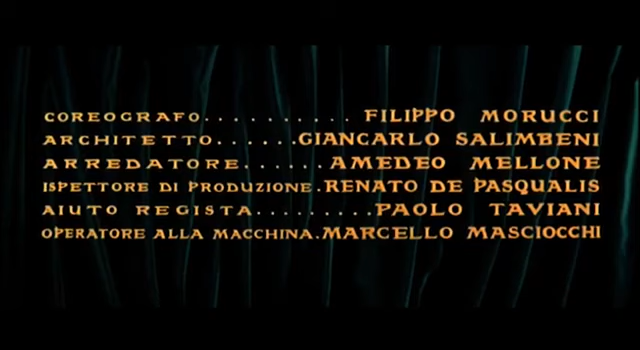 COREOGRAFO.......... FILIPPO MORUCCI
ARCHITETTO......GIANCARLO SALIMBENI
ARREDATORE......AMEDEO MELLONE
ISPETTORE DI PRODUZIONE.RENATO DE PASQUALIS
AIUTO REGISTA.........PAOLO TAVIANI
OPERATORE ALLA MACCHINA.MARCELLO MASCIOCCHI